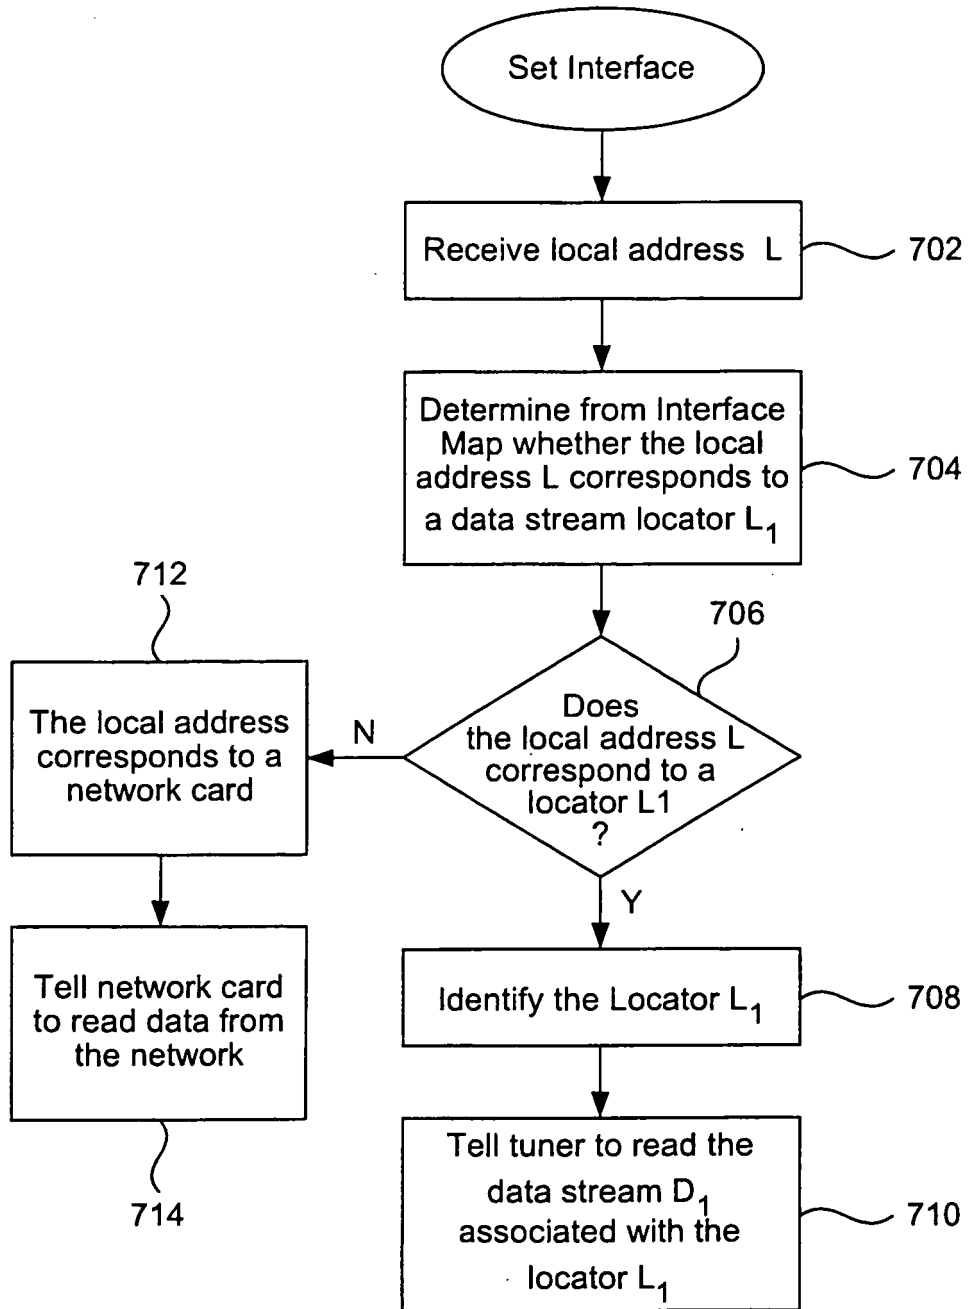 Set Interface
Receive local address L
702
Determine from Interface
Map whether the local
address L corresponds to
a data stream locator L₁
704
706
Does
the local address L
correspond to a
locator L1
?
N
Y
712
The local address
corresponds to a
network card
Tell network card
to read data from
the network
714
Identify the Locator L₁
708
Tell tuner to read the
data stream D₁
associated with the
locator L₁
710